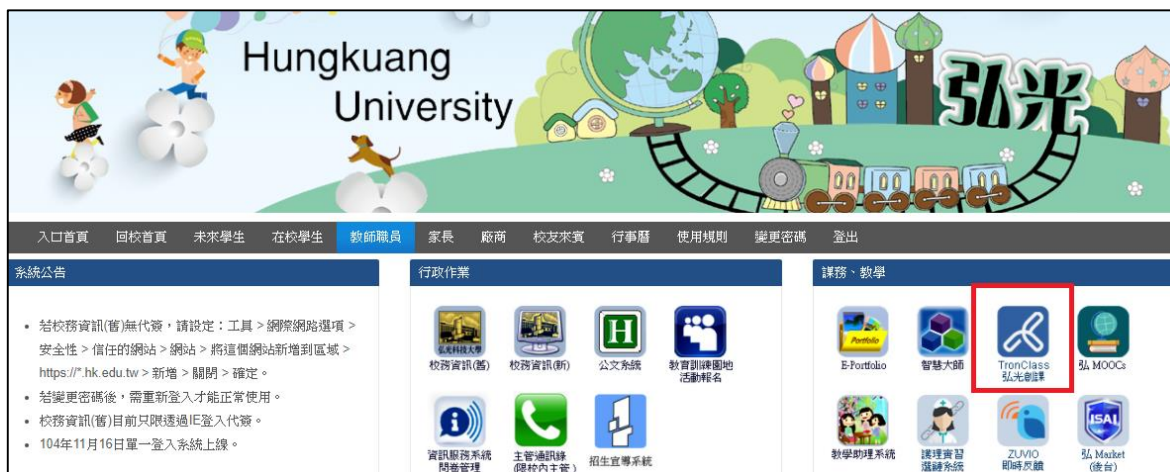 Hungkuang
University
弘光
入口首頁 回校首頁 未來學生 在校學生 教師職員 家長 廠商 校友來賓 行事曆 使用規則 變更密碼 登出
系統公告
若校務資訊(舊)無代簽，請設定：工具 > 網際網路選項 >
安全性 > 信任的網站 > 網站 > 將這個網站新增到區域 >
https://*.hk.edu.tw > 新增 > 關閉 > 確定。
若變更密碼後，需重新登入才能正常使用。
校務資訊(舊)目前只限透過IE登入代簽。
104年11月16日單一登入系統上線。
行政作業
弘光科技大學
H
校務資訊(舊) 校務資訊(新) 公文系統 教育訓練園地
活動報名
資訊服務系統
問卷管理
主管通訊錄
(限校內主管)
招生宣導系統
課務、教學
Portfolio
E-Portfolio 智慧大師 TronClass
弘光創課
弘 MOOCs
ISAL
教學助理系統 護理實習
選鏈系統
ZUVIO
即時反饋
弘 Market
(後台)